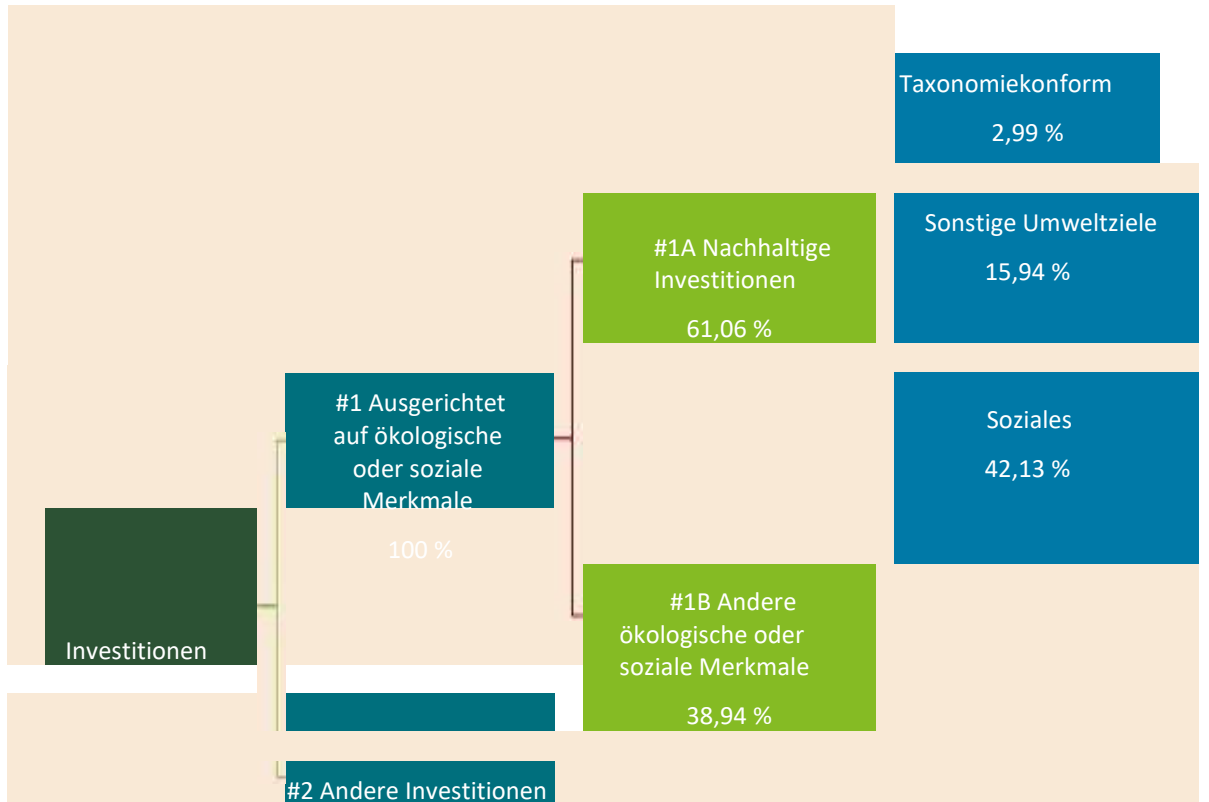 Taxonomiekonform
2,99 %
Sonstige Umweltziele
15,94 %
#1A Nachhaltige
Investitionen
61,06 %
#1 Ausgerichtet
auf ökologische
oder soziale
Merkmale
100 %
Soziales
42,13 %
#1B Andere
ökologische oder
soziale Merkmale
38,94 %
Investitionen
#2 Andere Investitionen